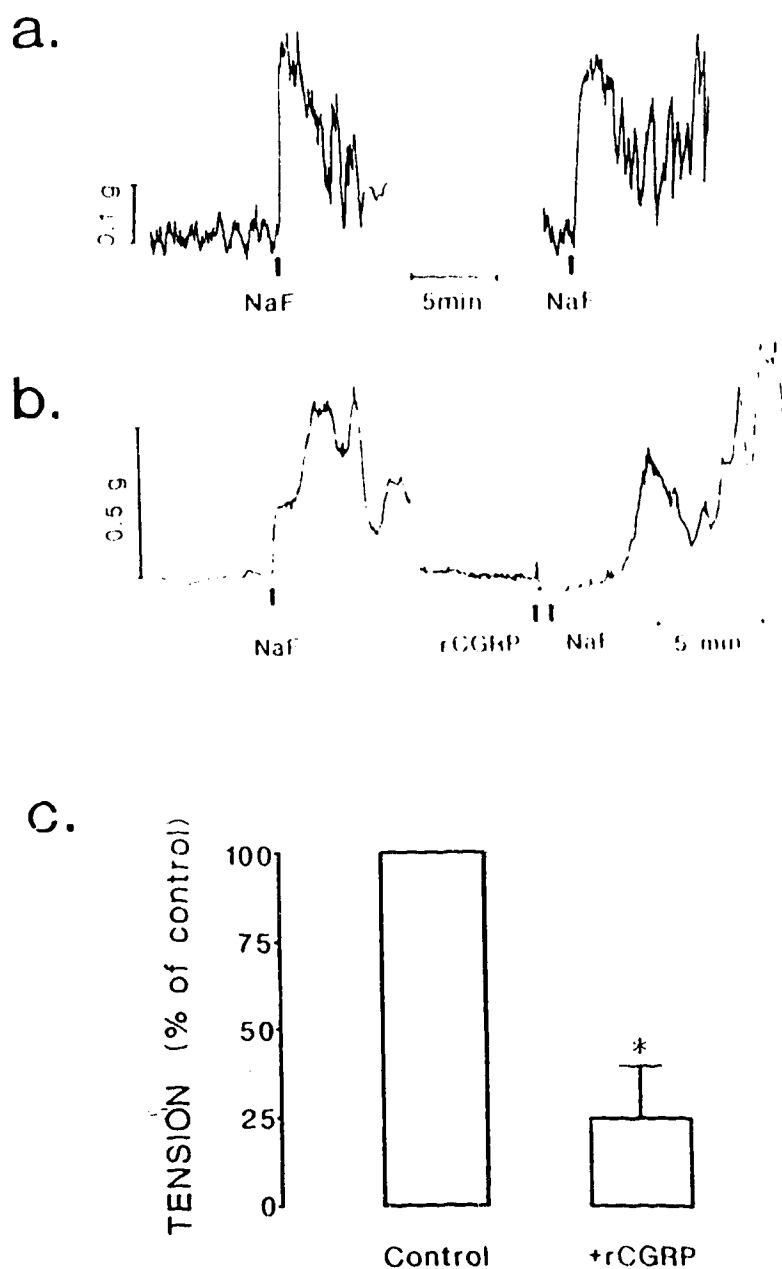 a.
0.1 g
NaF
5min
NaF
b.
0.5 g
NaF
rCGRP
NaF
5 min
c.
TENSIÓN (% of control)
100
75
50
25
0
*
Control
+rCGRP